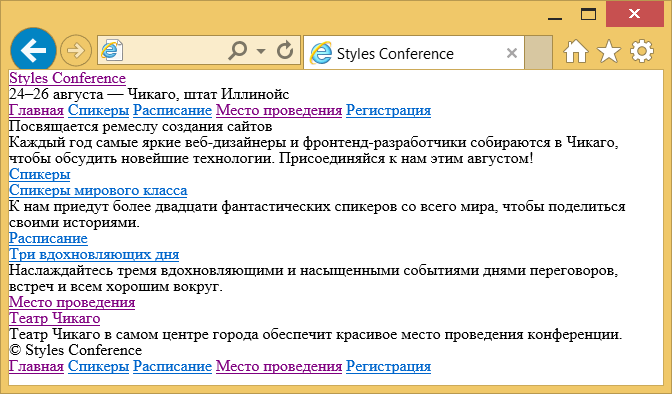 Styles Conference
Styles Conference
24–26 августа — Чикаго, штат Иллинойс
Главная Спикеры Расписание Место проведения Регистрация
Посвящается ремеслу создания сайтов
Каждый год самые яркие веб-дизайнеры и фронтенд-разработчики собираются в Чикаго,
чтобы обсудить новейшие технологии. Присоединяйся к нам этим августом!
Спикеры
Спикеры мирового класса
К нам приедут более двадцати фантастических спикеров со всего мира, чтобы поделиться
своими историями.
Расписание
Три вдохновляющих дня
Наслаждайтесь тремя вдохновляющими и насыщенными событиями днями переговоров,
встреч и всем хорошим вокруг.
Место проведения
Театр Чикаго
Театр Чикаго в самом центре города обеспечит красивое место проведения конференции.
© Styles Conference
Главная Спикеры Расписание Место проведения Регистрация